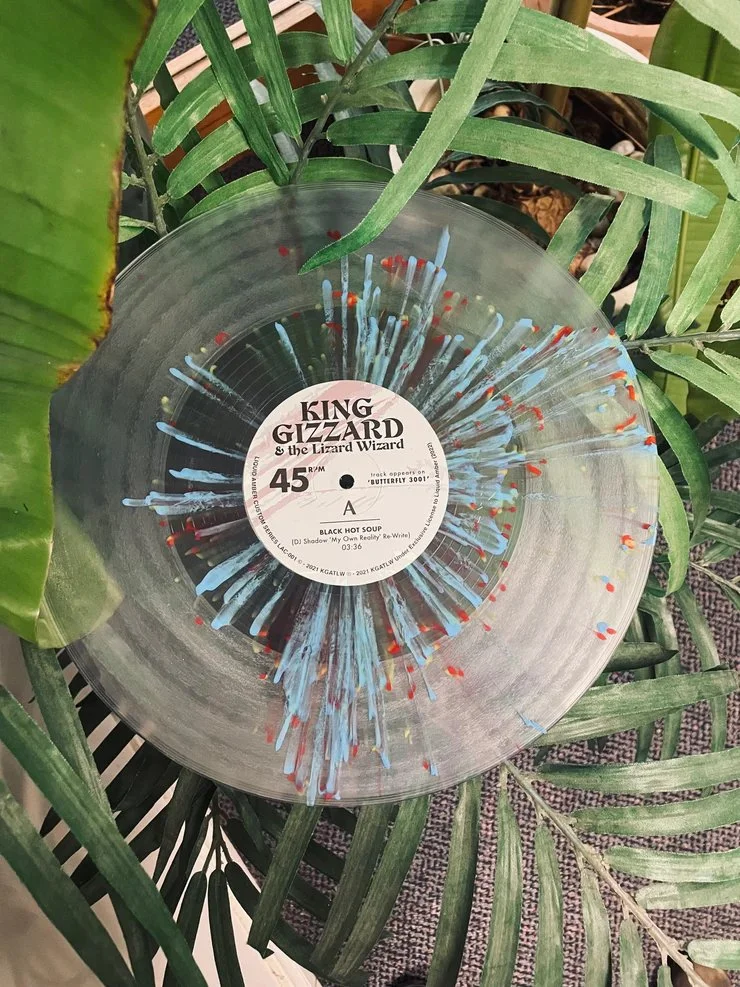 KING
GIZZARD
& the Lizard Wizard
45RPM
track appears on
'BUTTERFLY 3001'
A
BLACK HOT SOUP
(DJ Shadow 'My Own Reality' Re-Write)
03:36
LIQUID AMBER CUSTOM SERIES LAC-001 ℗ - 2021 KGATLW © - 2021 KGATLW Under Exclusive License to Liquid Amber (2022)